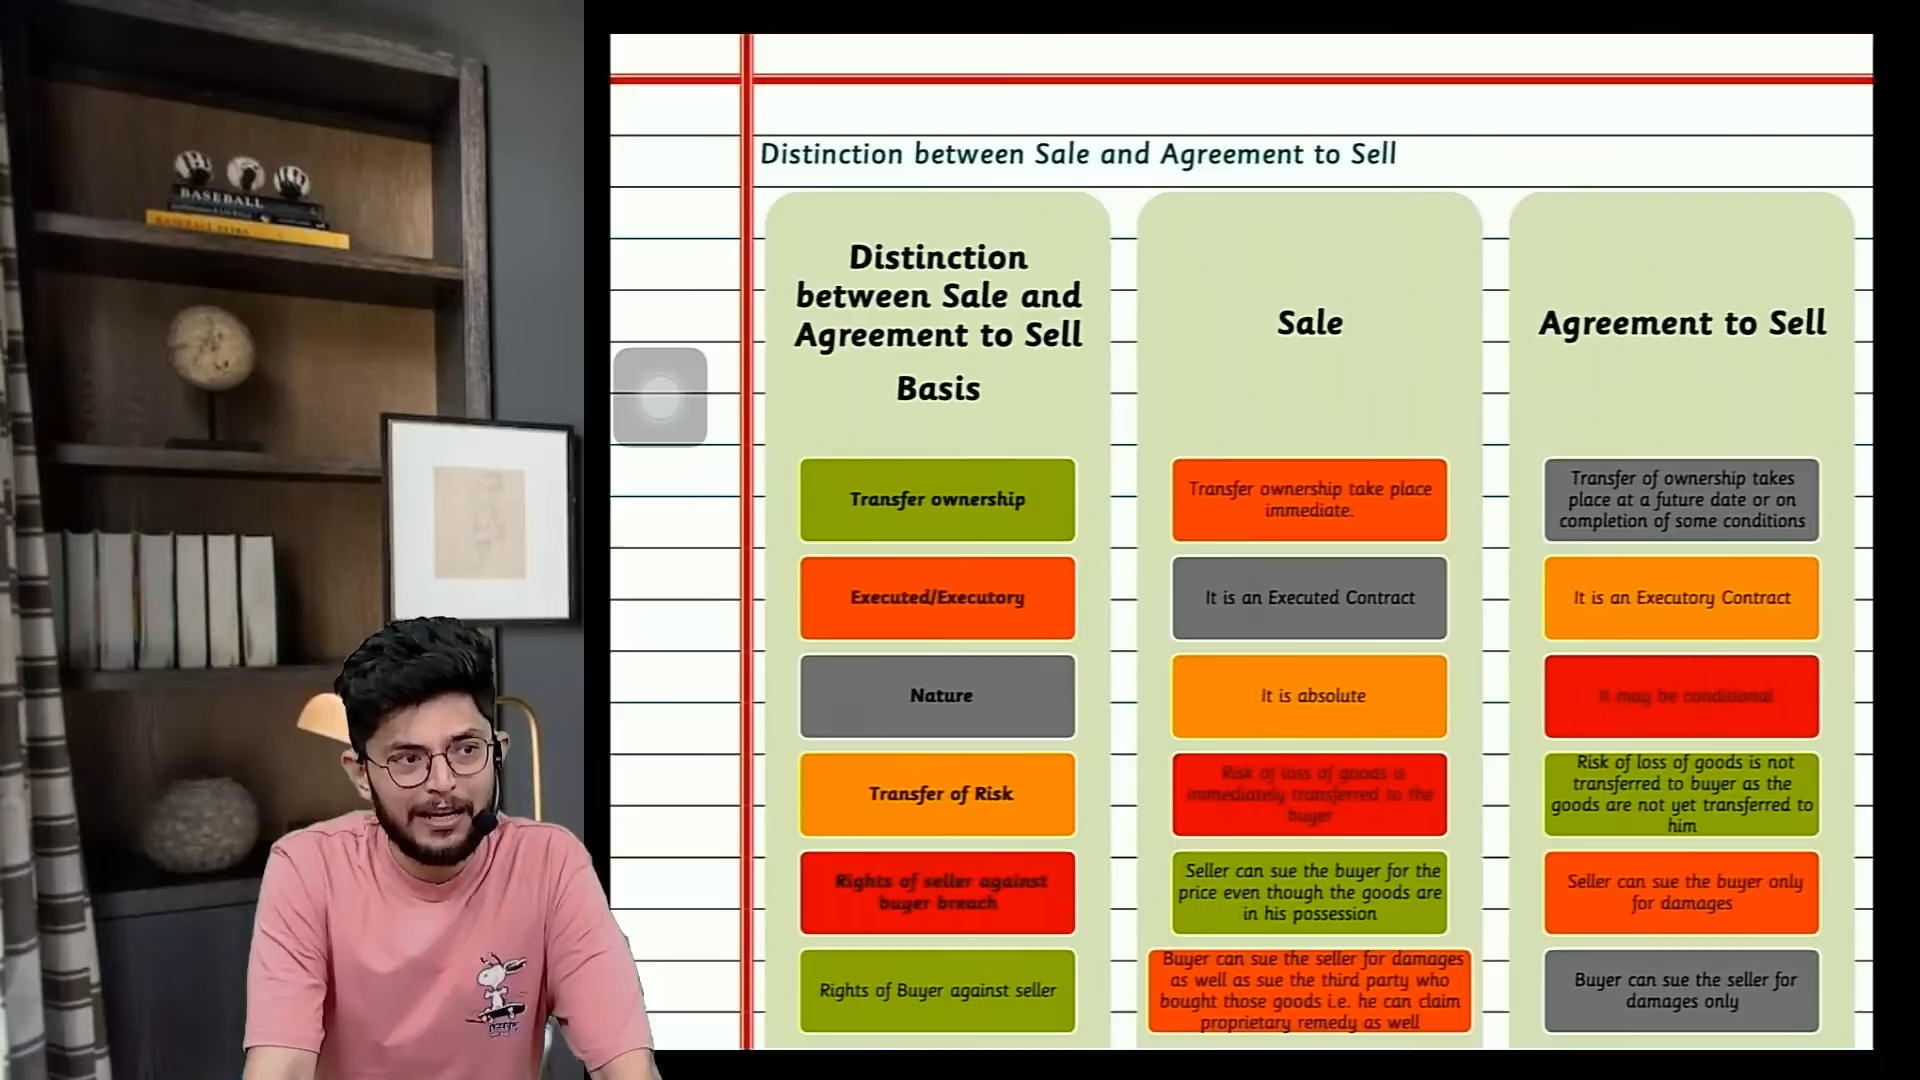 BASEBALL
Distinction between Sale and Agreement to Sell
Distinction
between Sale and
Agreement to Sell
Basis
Sale
Agreement to Sell
Transfer ownership
Transfer ownership take place
immediate.
Transfer of ownership takes
place at a future date or on
completion of some conditions
Executed/Executory
It is an Executed Contract
It is an Executory Contract
Nature
It is absolute
It may be conditional
Transfer of Risk
Risk of loss of goods is
immediately transferred to the
buyer
Risk of loss of goods is not
transferred to buyer as the
goods are not yet transferred to
him
Rights of seller against
buyer breach
Seller can sue the buyer for the
price even though the goods are
in his possession
Seller can sue the buyer only
for damages
Rights of Buyer against seller
Buyer can sue the seller for damages
as well as sue the third party who
bought those goods i.e. he can claim
proprietary remedy as well
Buyer can sue the seller for
damages only